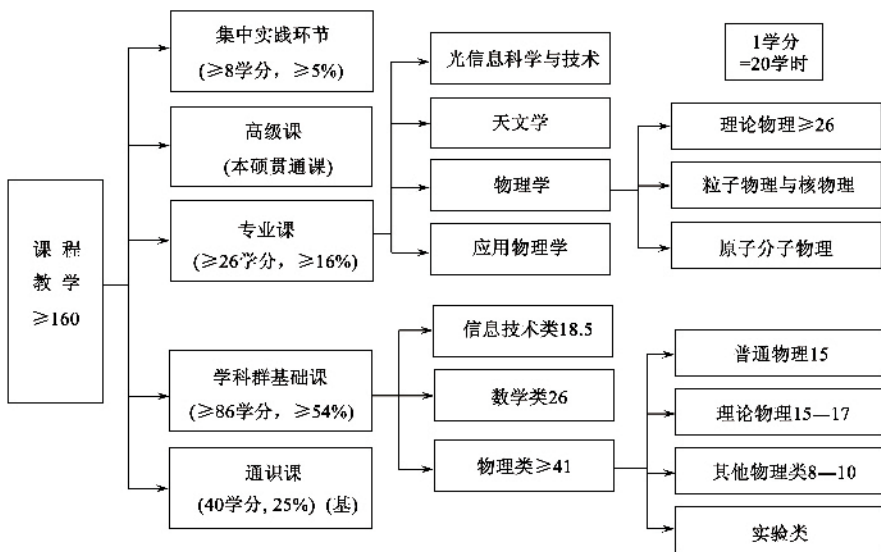 课 程
教 学
≥160
集中实践环节
(≥8学分，≥5%)
高级课
(本硕贯通课)
专业课
(≥26学分，≥16%)
学科群基础课
(≥86学分，≥54%)
通识课
(40学分, 25%) (基)
光信息科学与技术
天文学
物理学
应用物理学
信息技术类18.5
数学类26
物理类≥41
1学分
=20学时
理论物理≥26
粒子物理与核物理
原子分子物理
普通物理15
理论物理15—17
其他物理类8—10
实验类